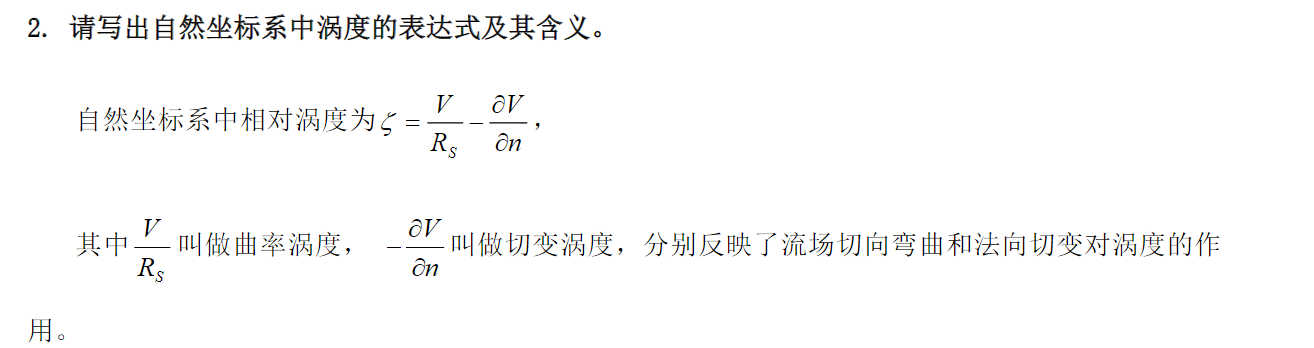 2. 请写出自然坐标系中涡度的表达式及其含义。
自然坐标系中相对涡度为 $\zeta = \frac{V}{R_S} - \frac{\partial V}{\partial n}$，
其中 $\frac{V}{R_S}$ 叫做曲率涡度， $-\frac{\partial V}{\partial n}$ 叫做切变涡度，分别反映了流场切向弯曲和法向切变对涡度的作
用。